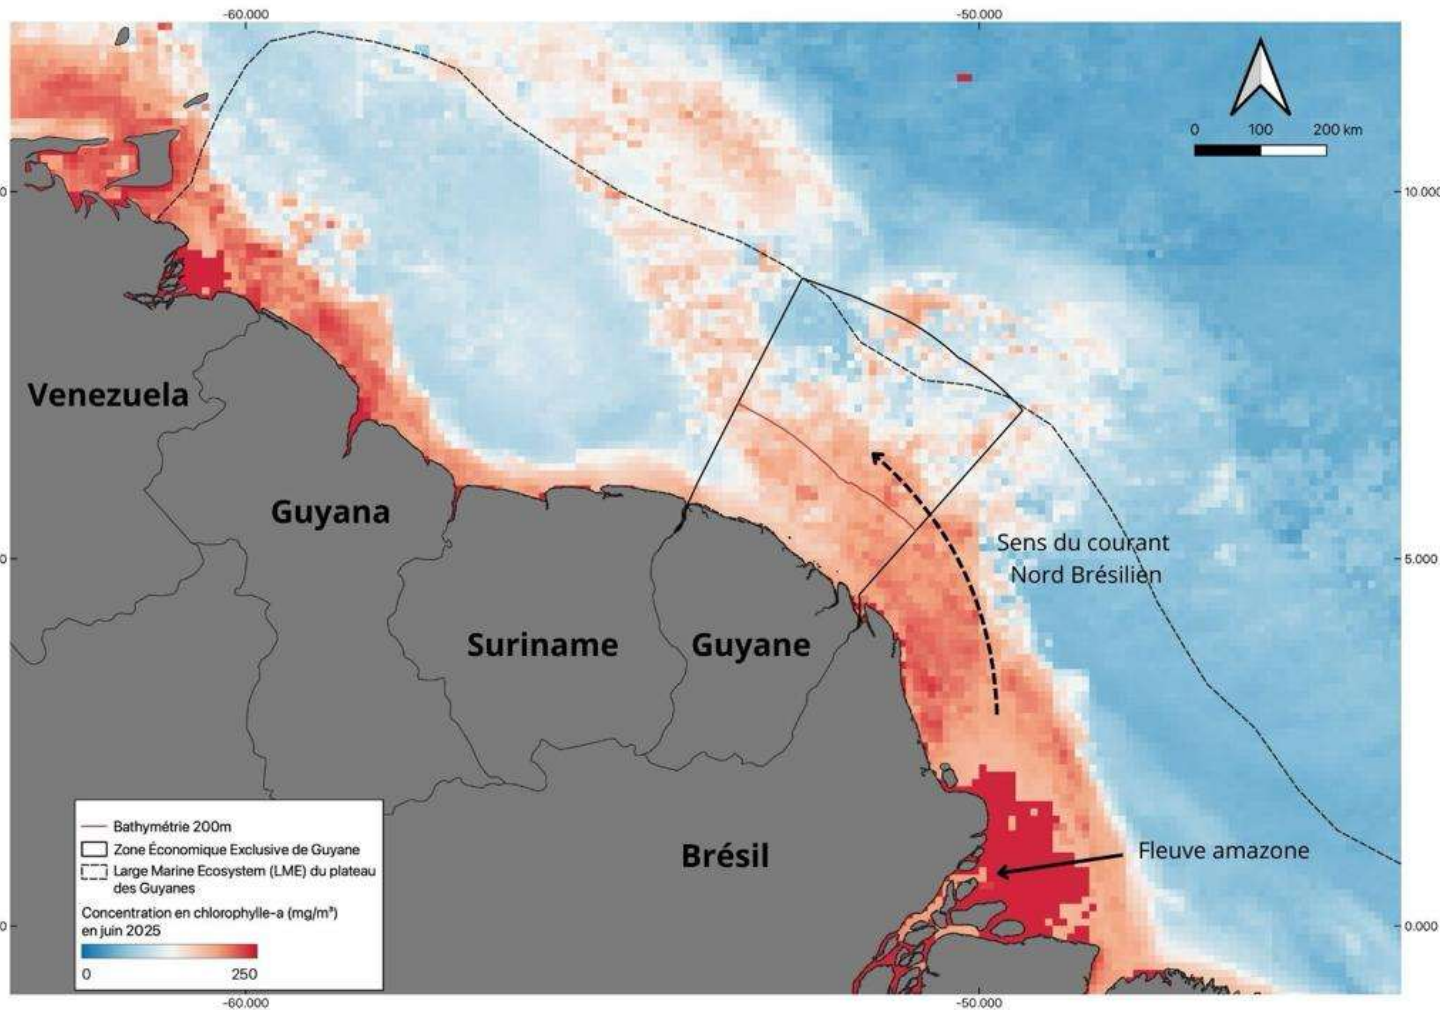 -60.000
-50.000
0
100
200 km
10.000
Venezuela
Guyana
Sens du courant
Nord Brésilien
5.000
Suriname
Guyane
Brésil
Fleuve amazone
0.000
Bathymétrie 200m
Zone Économique Exclusive de Guyane
Large Marine Ecosystem (LME) du plateau
des Guyanes
Concentration en chlorophylle-a (mg/m³)
en juin 2025
0
250
-60.000
-50.000